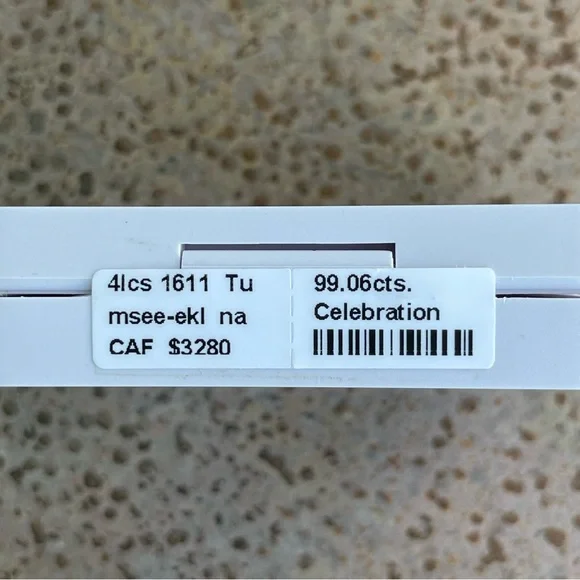 4lcs 1611 Tu
msee-ekl na
CAF $3280
99.06cts.
Celebration